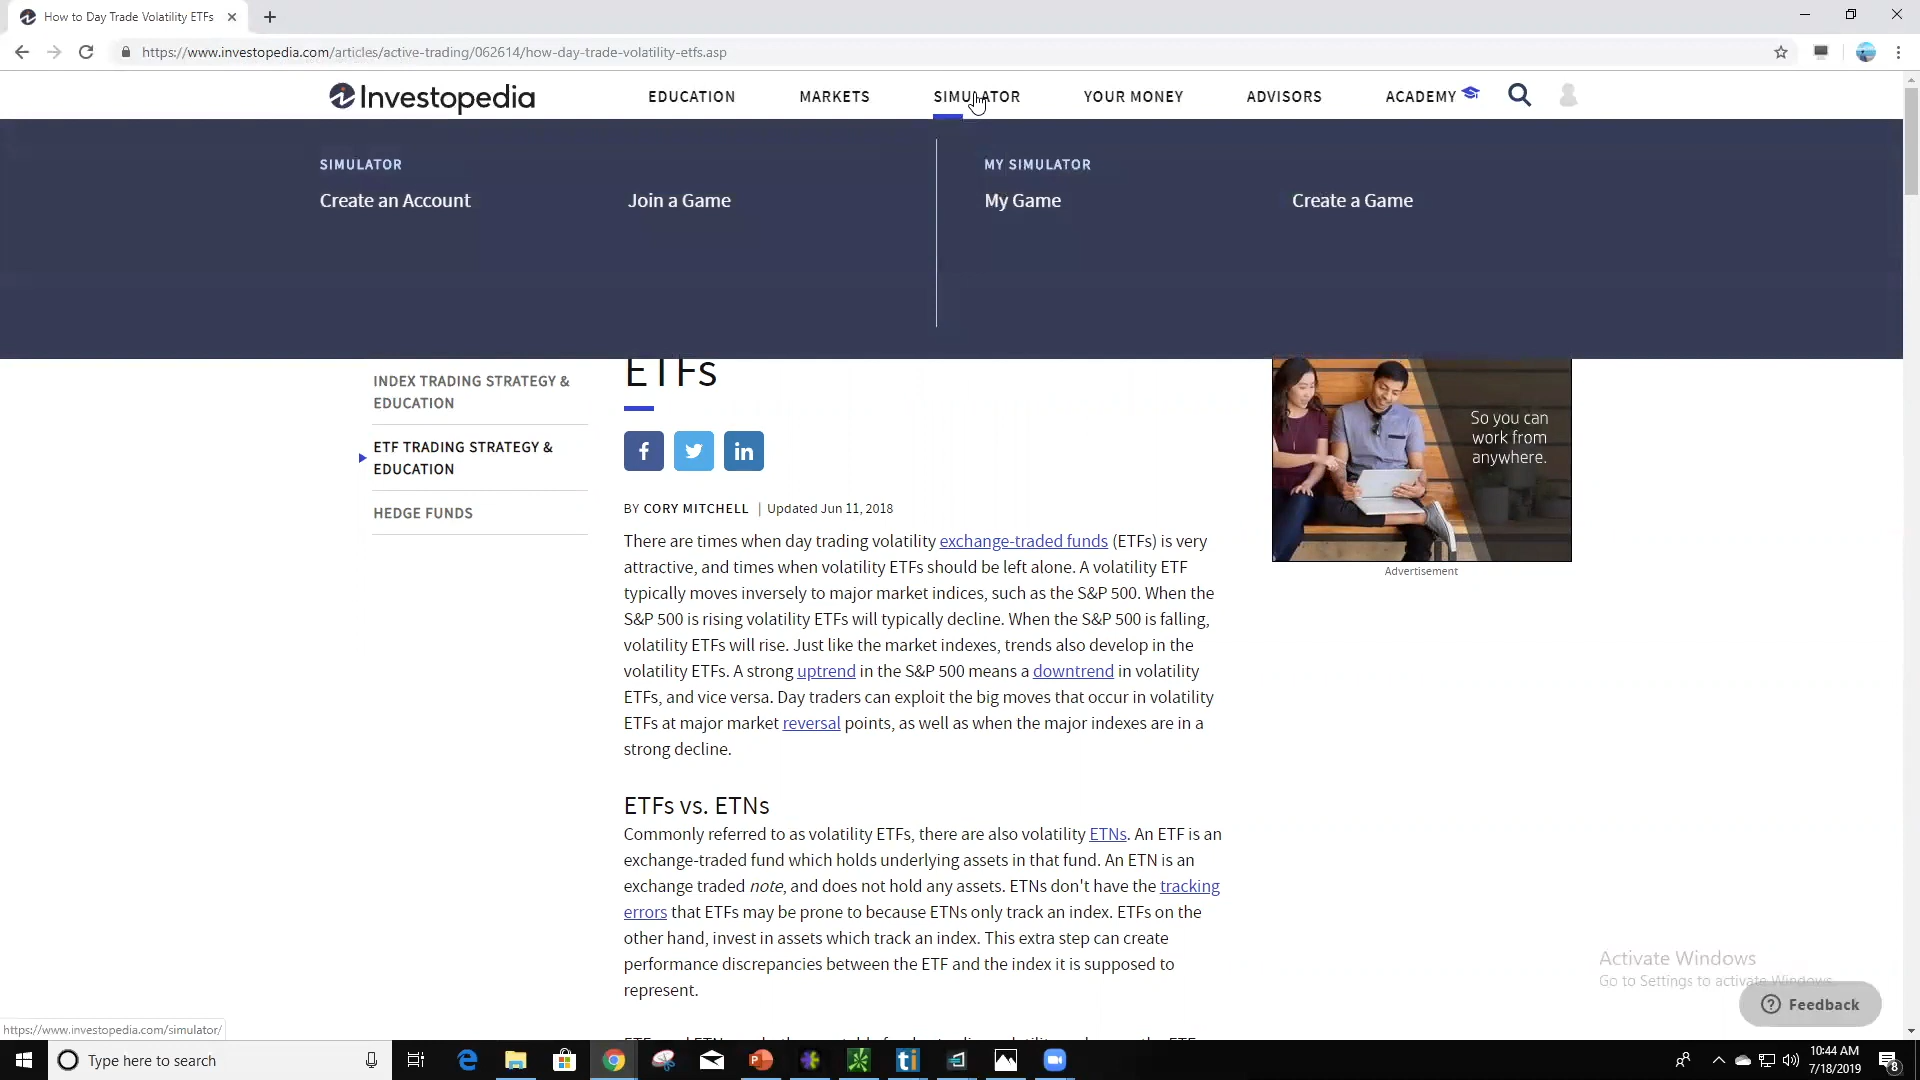 How to Day Trade Volatility ETFs
https://www.investopedia.com/articles/active-trading/062614/how-day-trade-volatility-etfs.asp
Investopedia
EDUCATION
MARKETS
SIMULATOR
YOUR MONEY
ADVISORS
ACADEMY
SIMULATOR
Create an Account
Join a Game
MY SIMULATOR
My Game
Create a Game
ETFs
INDEX TRADING STRATEGY &
EDUCATION
ETF TRADING STRATEGY &
EDUCATION
HEDGE FUNDS
BY CORY MITCHELL | Updated Jun 11, 2018
There are times when day trading volatility exchange-traded funds (ETFs) is very
attractive, and times when volatility ETFs should be left alone. A volatility ETF
typically moves inversely to major market indices, such as the S&P 500. When the
S&P 500 is rising volatility ETFs will typically decline. When the S&P 500 is falling,
volatility ETFs will rise. Just like the market indexes, trends also develop in the
volatility ETFs. A strong uptrend in the S&P 500 means a downtrend in volatility
ETFs, and vice versa. Day traders can exploit the big moves that occur in volatility
ETFs at major market reversal points, as well as when the major indexes are in a
strong decline.
ETFs vs. ETNs
Commonly referred to as volatility ETFs, there are also volatility ETNs. An ETF is an
exchange-traded fund which holds underlying assets in that fund. An ETN is an
exchange traded note, and does not hold any assets. ETNs don't have the tracking
errors that ETFs may be prone to because ETNs only track an index. ETFs on the
other hand, invest in assets which track an index. This extra step can create
performance discrepancies between the ETF and the index it is supposed to
represent.
So you can
work from
anywhere.
Advertisement
Activate Windows
Go to Settings to activate Windows.
Feedback
https://www.investopedia.com/simulator/
Type here to search
10:44 AM
7/18/2019
8